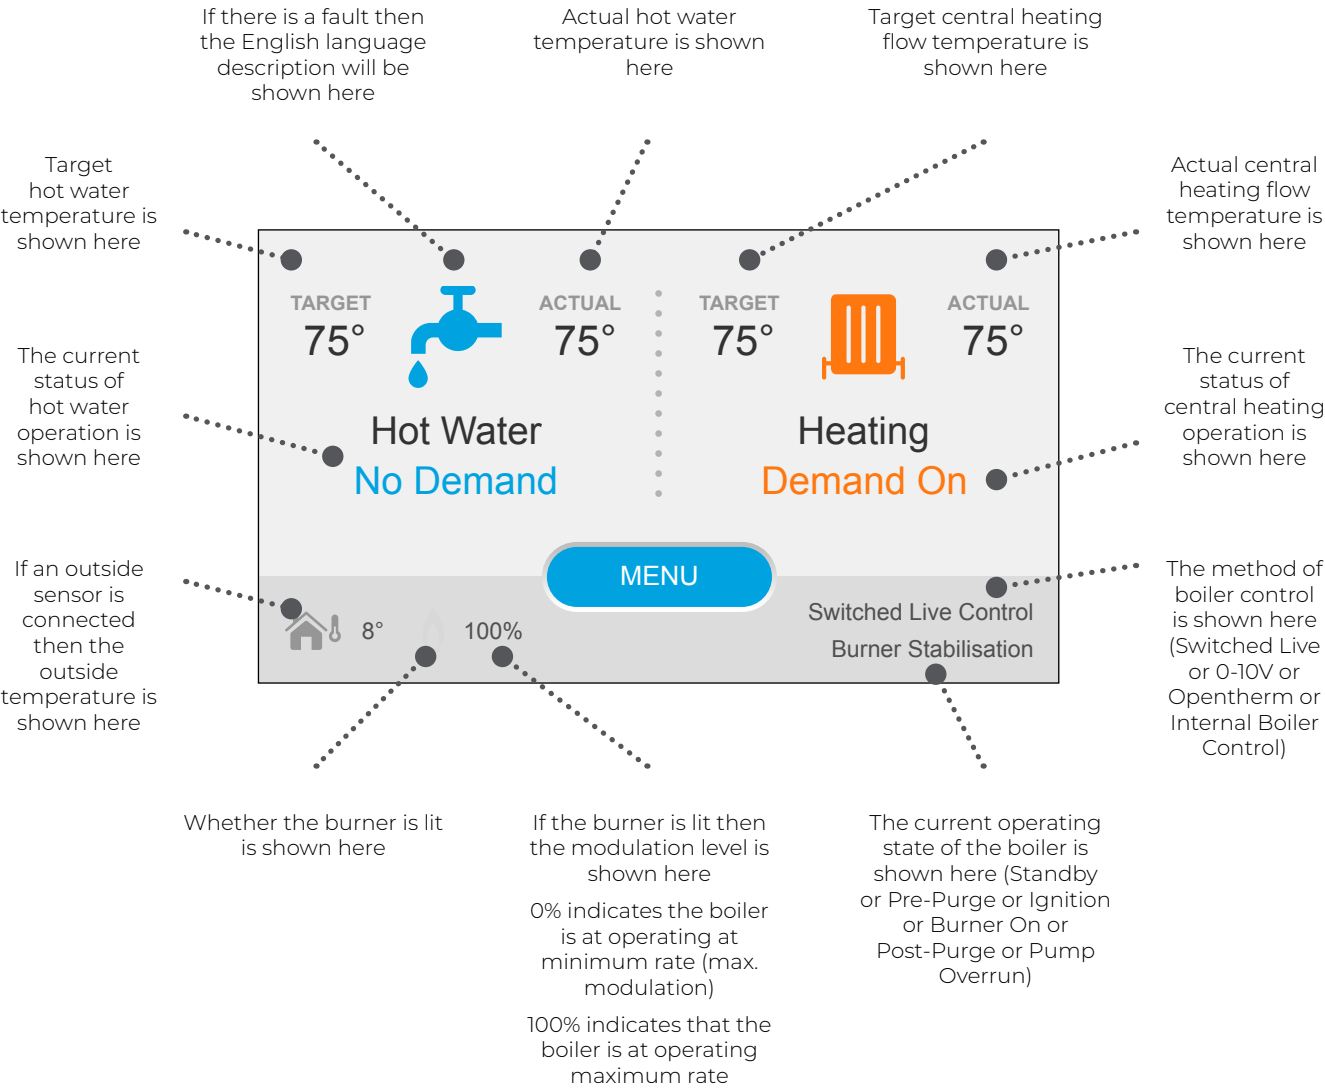 If there is a fault then
the English language
description will be
shown here
Actual hot water
temperature is shown
here
Target central heating
flow temperature is
shown here
Target
hot water
temperature is
shown here
Actual central
heating flow
temperature is
shown here
TARGET
75°
ACTUAL
75°
TARGET
75°
ACTUAL
75°
The current
status of
hot water
operation is
shown here
The current
status of
central heating
operation is
shown here
Hot Water
No Demand
Heating
Demand On
MENU
If an outside
sensor is
connected
then the
outside
temperature is
shown here
8°
100%
Switched Live Control
Burner Stabilisation
The method of
boiler control
is shown here
(Switched Live
or 0-10V or
Opentherm or
Internal Boiler
Control)
Whether the burner is lit
is shown here
If the burner is lit then
the modulation level is
shown here
0% indicates the boiler
is at operating at
minimum rate (max.
modulation)
100% indicates that the
boiler is at operating
maximum rate
The current operating
state of the boiler is
shown here (Standby
or Pre-Purge or Ignition
or Burner On or
Post-Purge or Pump
Overrun)